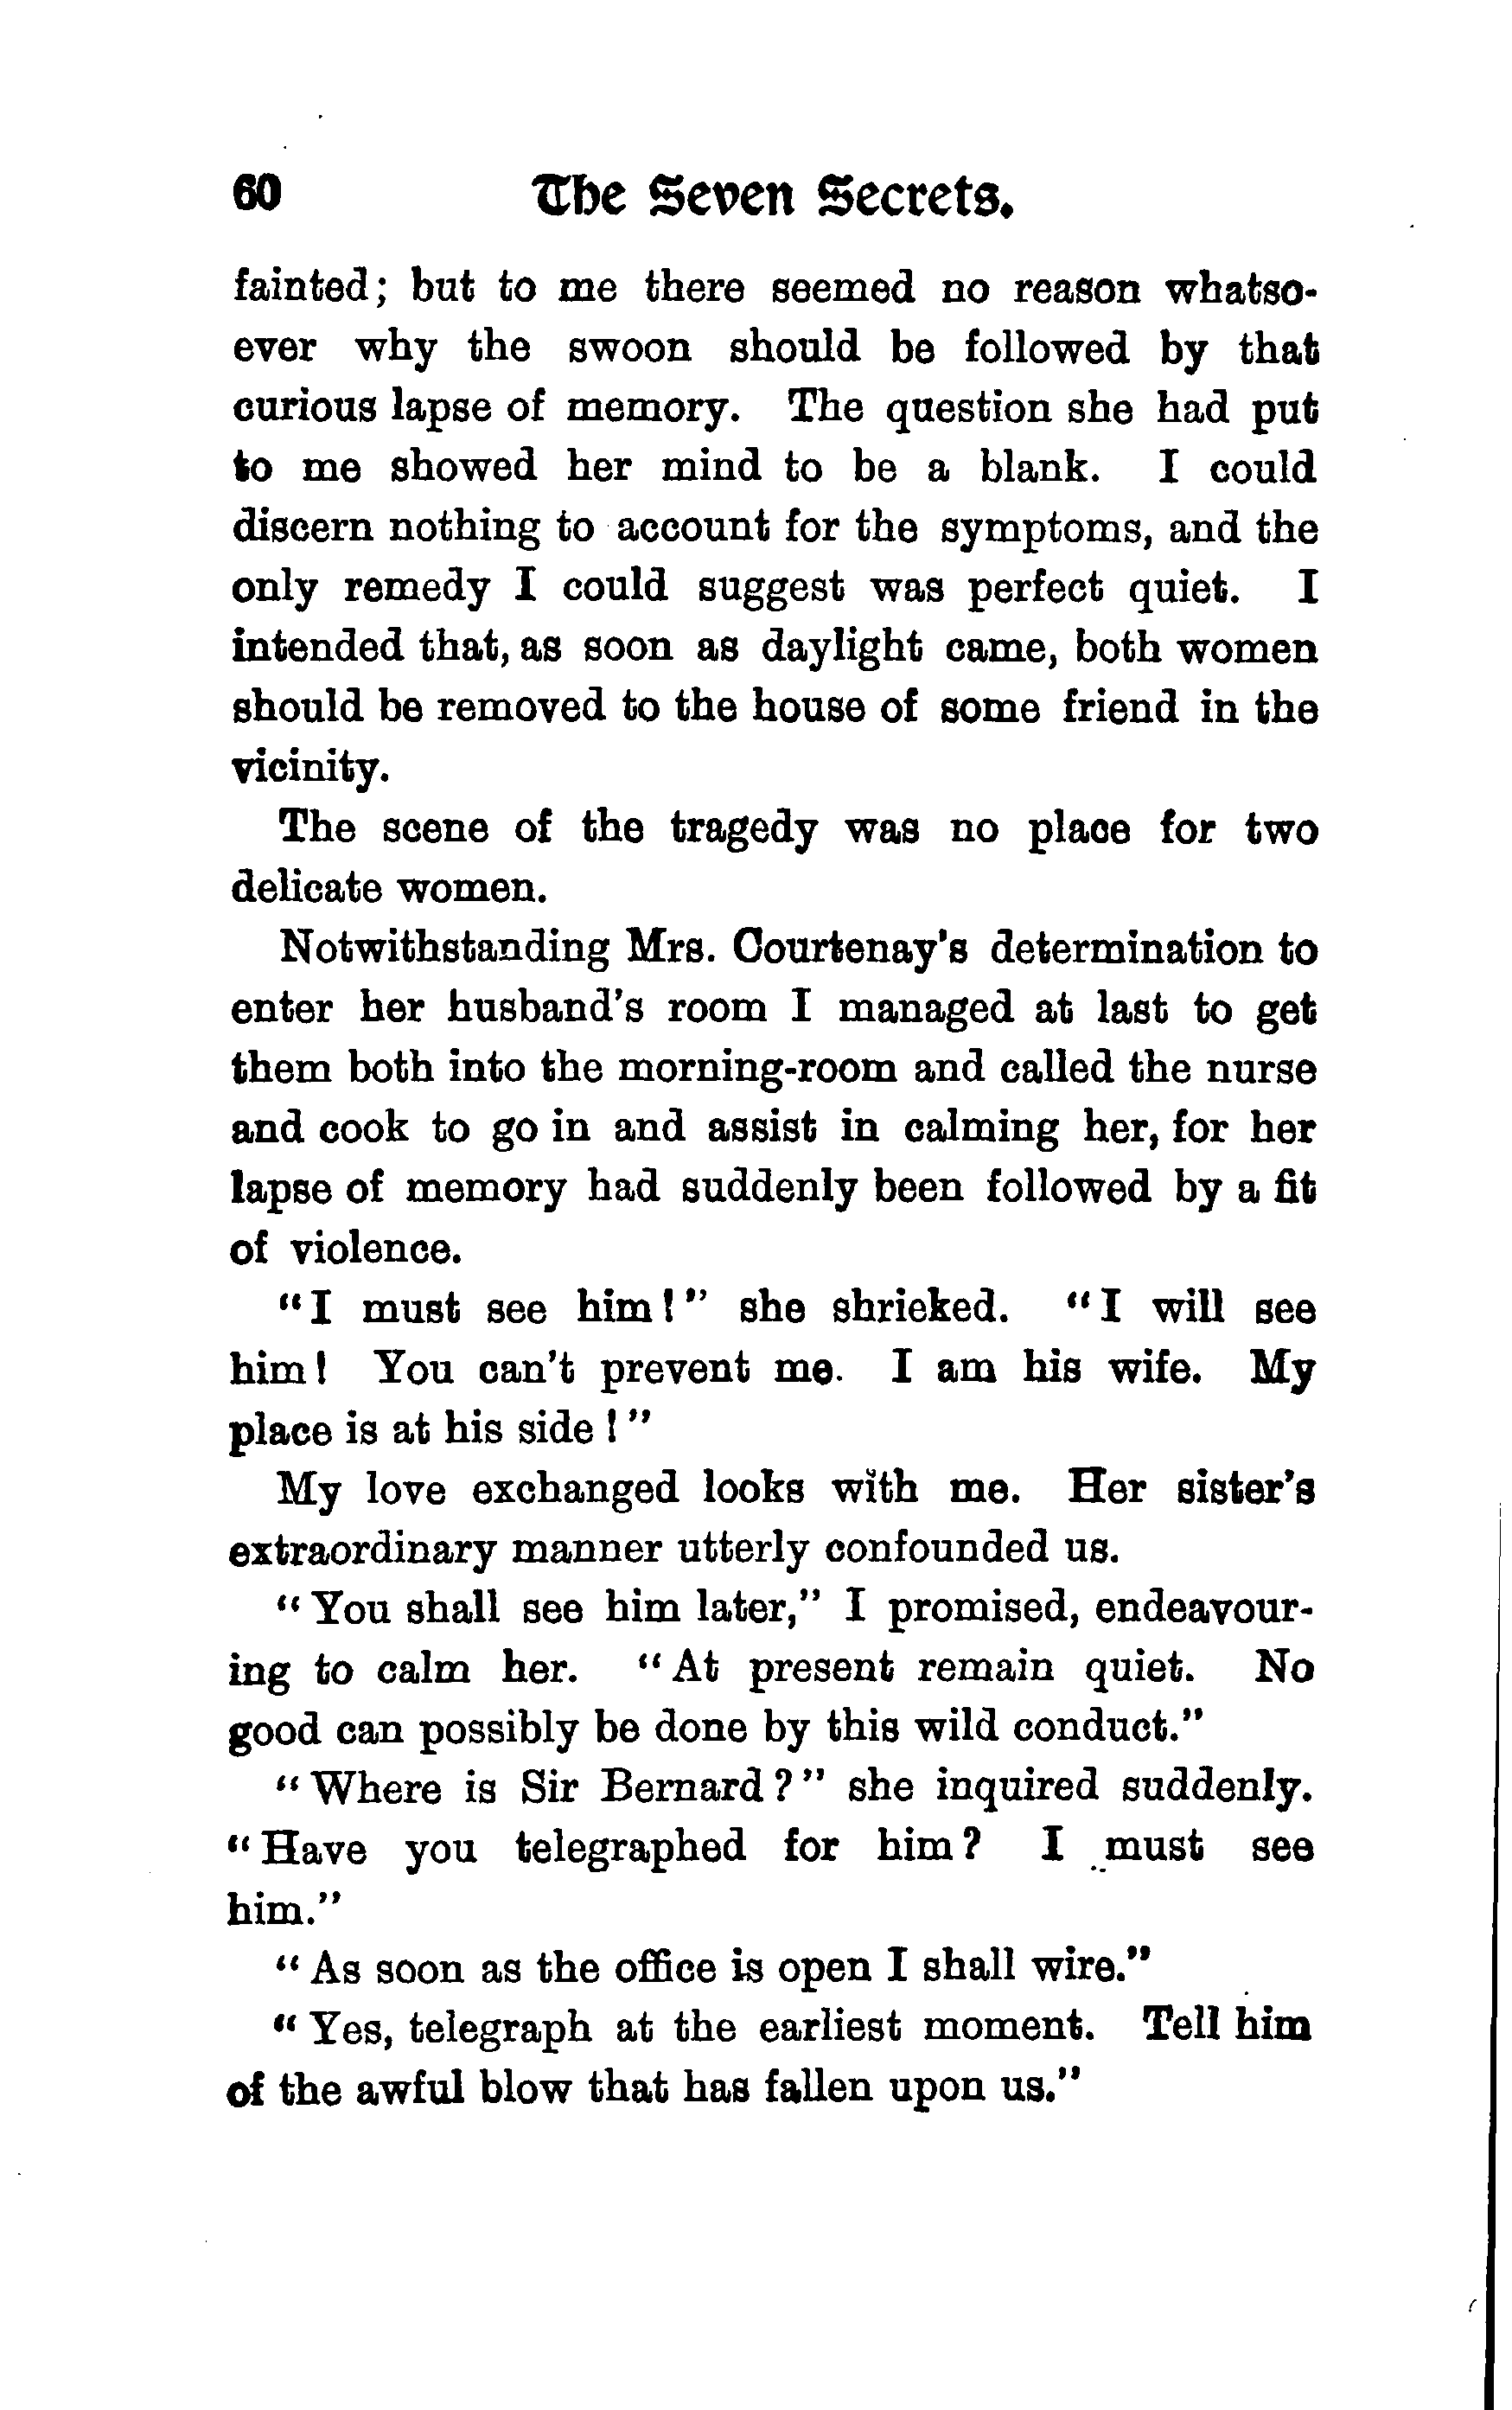 60 The Seven Secrets.
fainted; but to me there seemed no reason whatso-
ever why the swoon should be followed by that
curious lapse of memory. The question she had put
to me showed her mind to be a blank. I could
discern nothing to account for the symptoms, and the
only remedy I could suggest was perfect quiet. I
intended that, as soon as daylight came, both women
should be removed to the house of some friend in the
vicinity.
The scene of the tragedy was no place for two
delicate women.
Notwithstanding Mrs. Courtenay's determination to
enter her husband's room I managed at last to get
them both into the morning-room and called the nurse
and cook to go in and assist in calming her, for her
lapse of memory had suddenly been followed by a fit
of violence.
"I must see him!" she shrieked. "I will see
him! You can't prevent me. I am his wife. My
place is at his side!"
My love exchanged looks with me. Her sister's
extraordinary manner utterly confounded us.
"You shall see him later," I promised, endeavour-
ing to calm her. "At present remain quiet. No
good can possibly be done by this wild conduct."
"Where is Sir Bernard?" she inquired suddenly.
"Have you telegraphed for him? I must see
him."
"As soon as the office is open I shall wire."
"Yes, telegraph at the earliest moment. Tell him
of the awful blow that has fallen upon us."